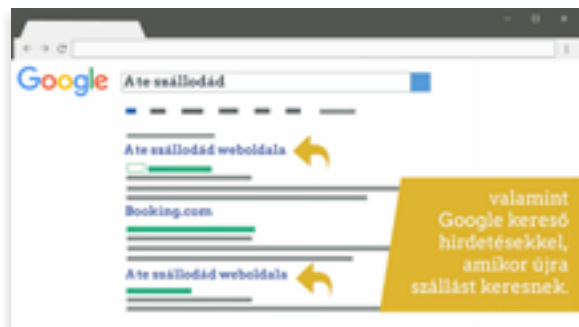 Google
A te szállodád
A te szállodád weboldala
Booking.com
A te szállodád weboldala
valamint
Google kereső
hirdetésekkel,
amikor újra
szállást keresnek.